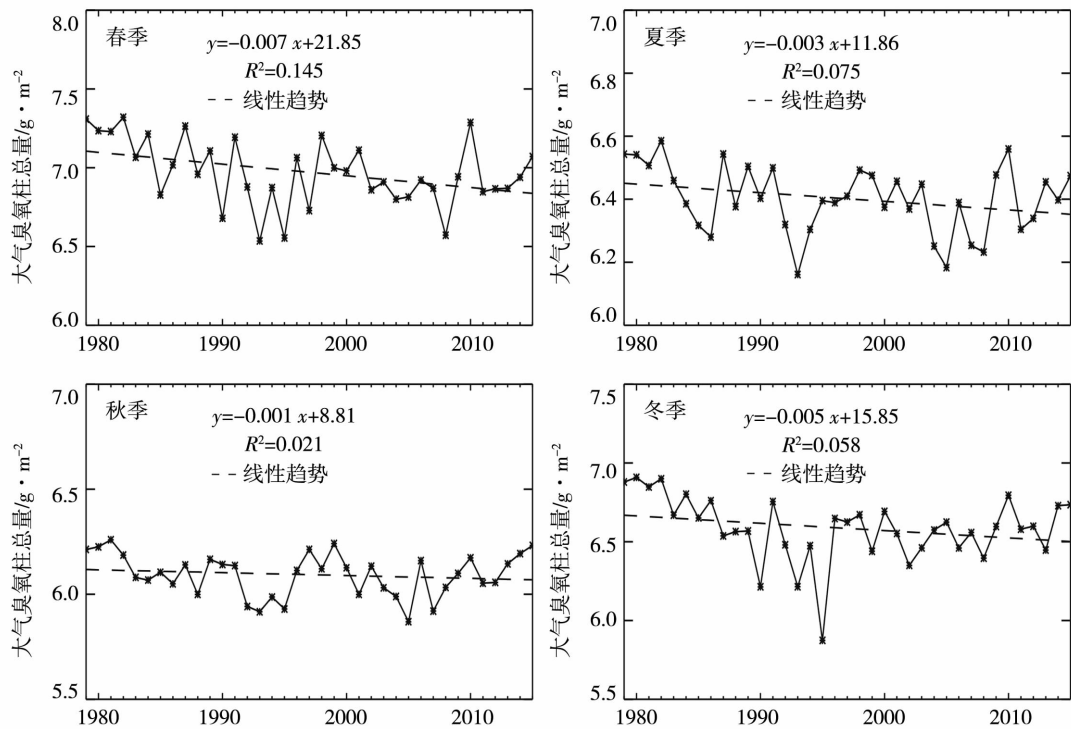 大气臭氧柱总量/g·m⁻²
8.0
7.5
7.0
6.5
6.0
春季
y=−0.007 x+21.85
R²=0.145
线性趋势
1980 1990 2000 2010
大气臭氧柱总量/g·m⁻²
7.0
6.8
6.6
6.4
6.2
6.0
夏季
y=−0.003 x+11.86
R²=0.075
线性趋势
1980 1990 2000 2010
大气臭氧柱总量/g·m⁻²
7.0
6.5
6.0
5.5
秋季
y=−0.001 x+8.81
R²=0.021
线性趋势
1980 1990 2000 2010
大气臭氧柱总量/g·m⁻²
7.5
7.0
6.5
6.0
5.5
冬季
y=−0.005 x+15.85
R²=0.058
线性趋势
1980 1990 2000 2010